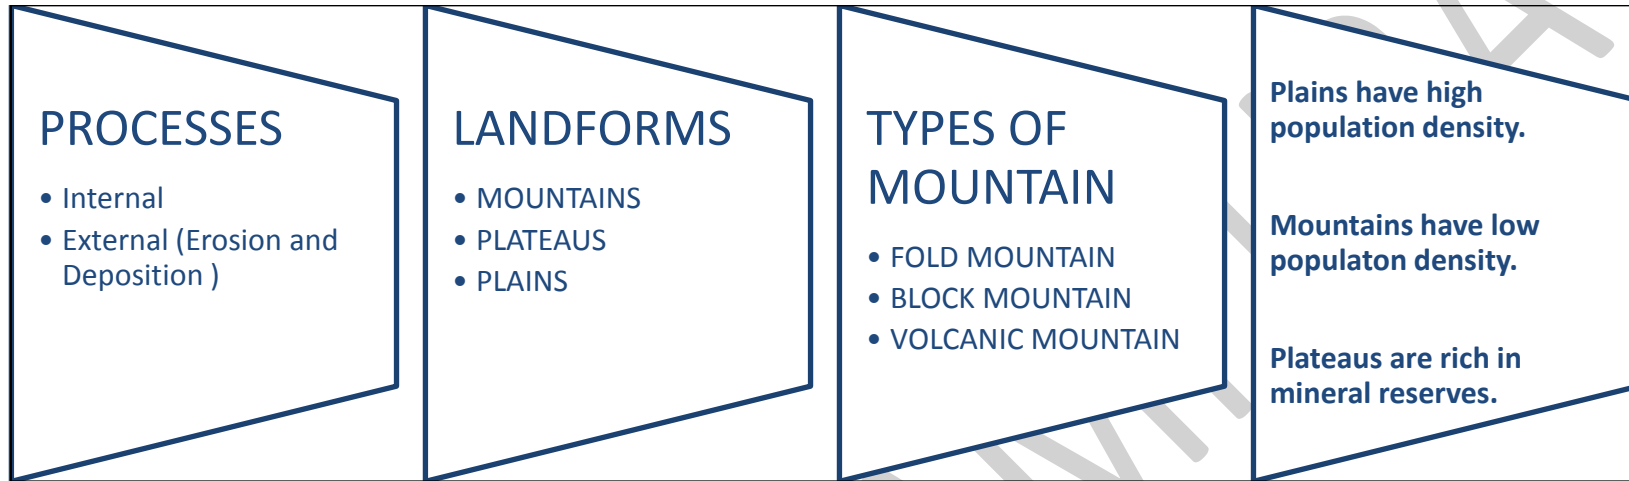 PROCESSES
• Internal
• External (Erosion and
Deposition )
LANDFORMS
• MOUNTAINS
• PLATEAUS
• PLAINS
TYPES OF
MOUNTAIN
• FOLD MOUNTAIN
• BLOCK MOUNTAIN
• VOLCANIC MOUNTAIN
Plains have high
population density.
Mountains have low
populaton density.
Plateaus are rich in
mineral reserves.